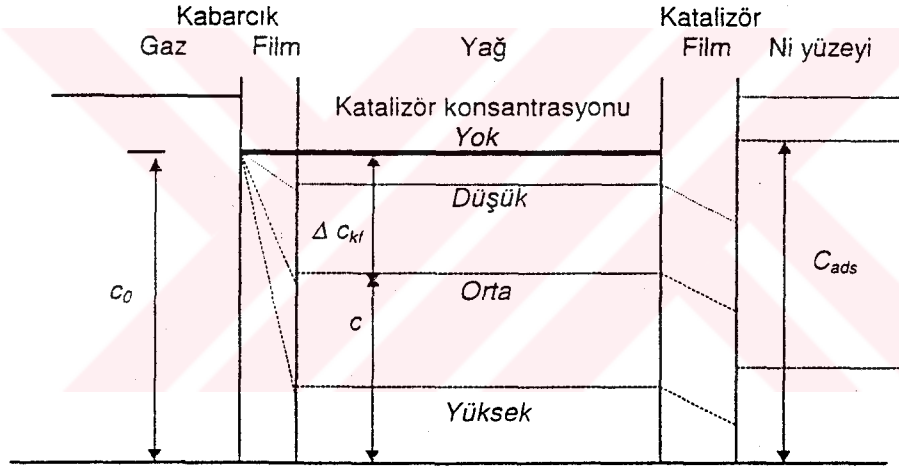 Kabarcık Katalizör
Gaz Film Yağ Film Ni yüzeyi
Katalizör konsantrasyonu
Yok
Düşük
Δ c_kf
C_ads
c_0
Orta
c
Yüksek